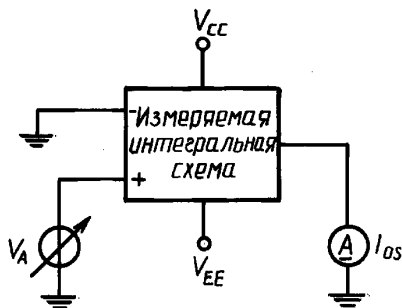 V_CC
- Измеряемая
интегральная
схема
+
V_A
V_EE
A I_OS